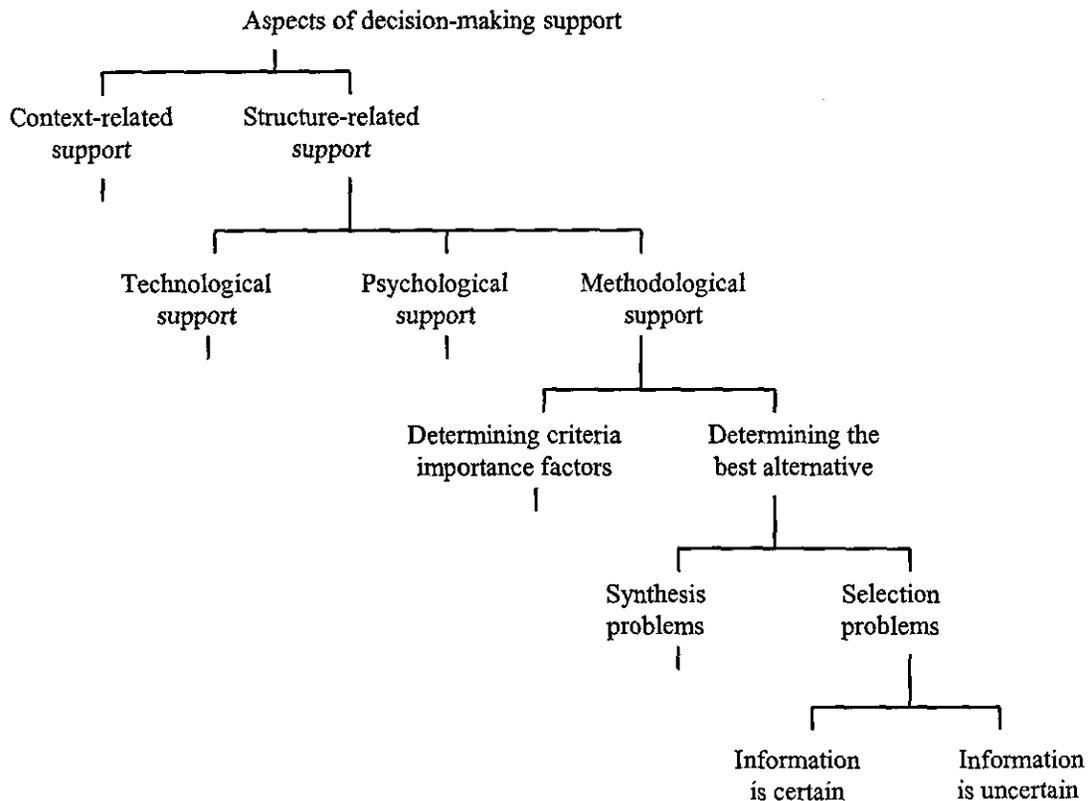 Aspects of decision-making support
Context-related
support
Structure-related
support
Technological
support
Psychological
support
Methodological
support
Determining criteria
importance factors
Determining the
best alternative
Synthesis
problems
Selection
problems
Information
is certain
Information
is uncertain